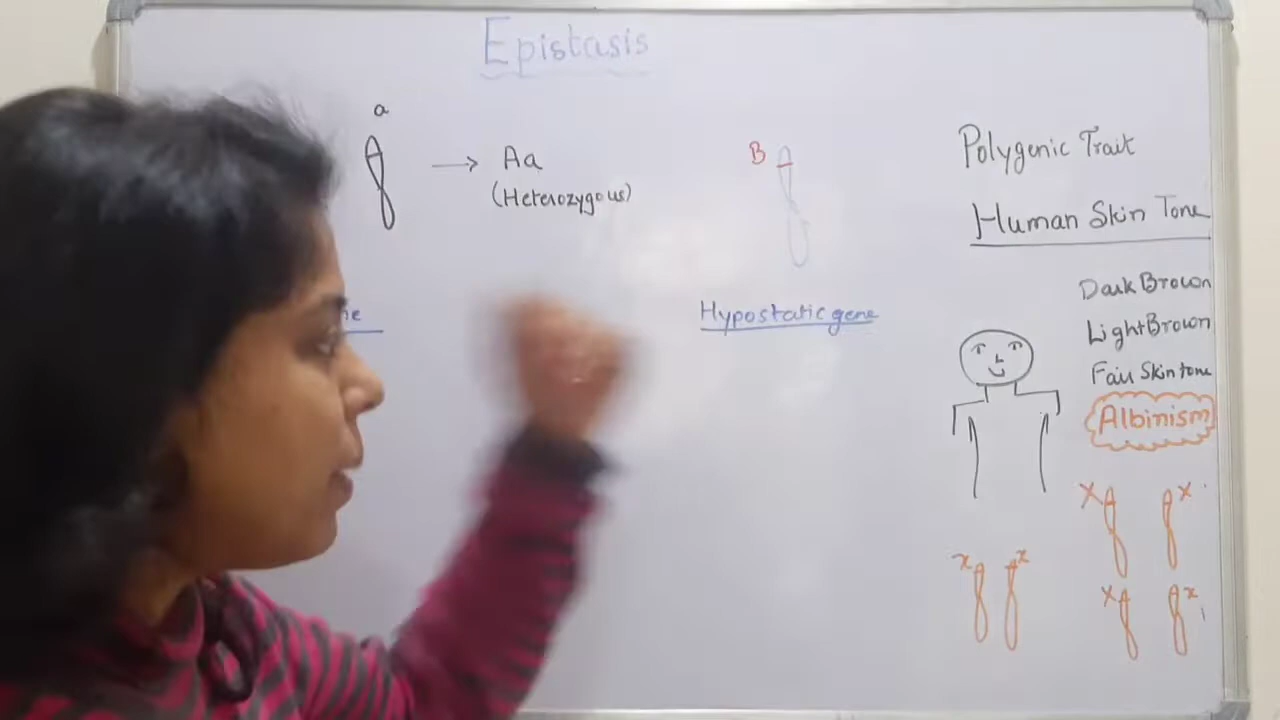 Epistasis
a
Aa
(Heterozygous)
B
Hypostatic gene
Polygenic Trait
Human Skin Tone
Dark Brown
Light Brown
Fair Skin tone
Albinism
X X
x x
X x